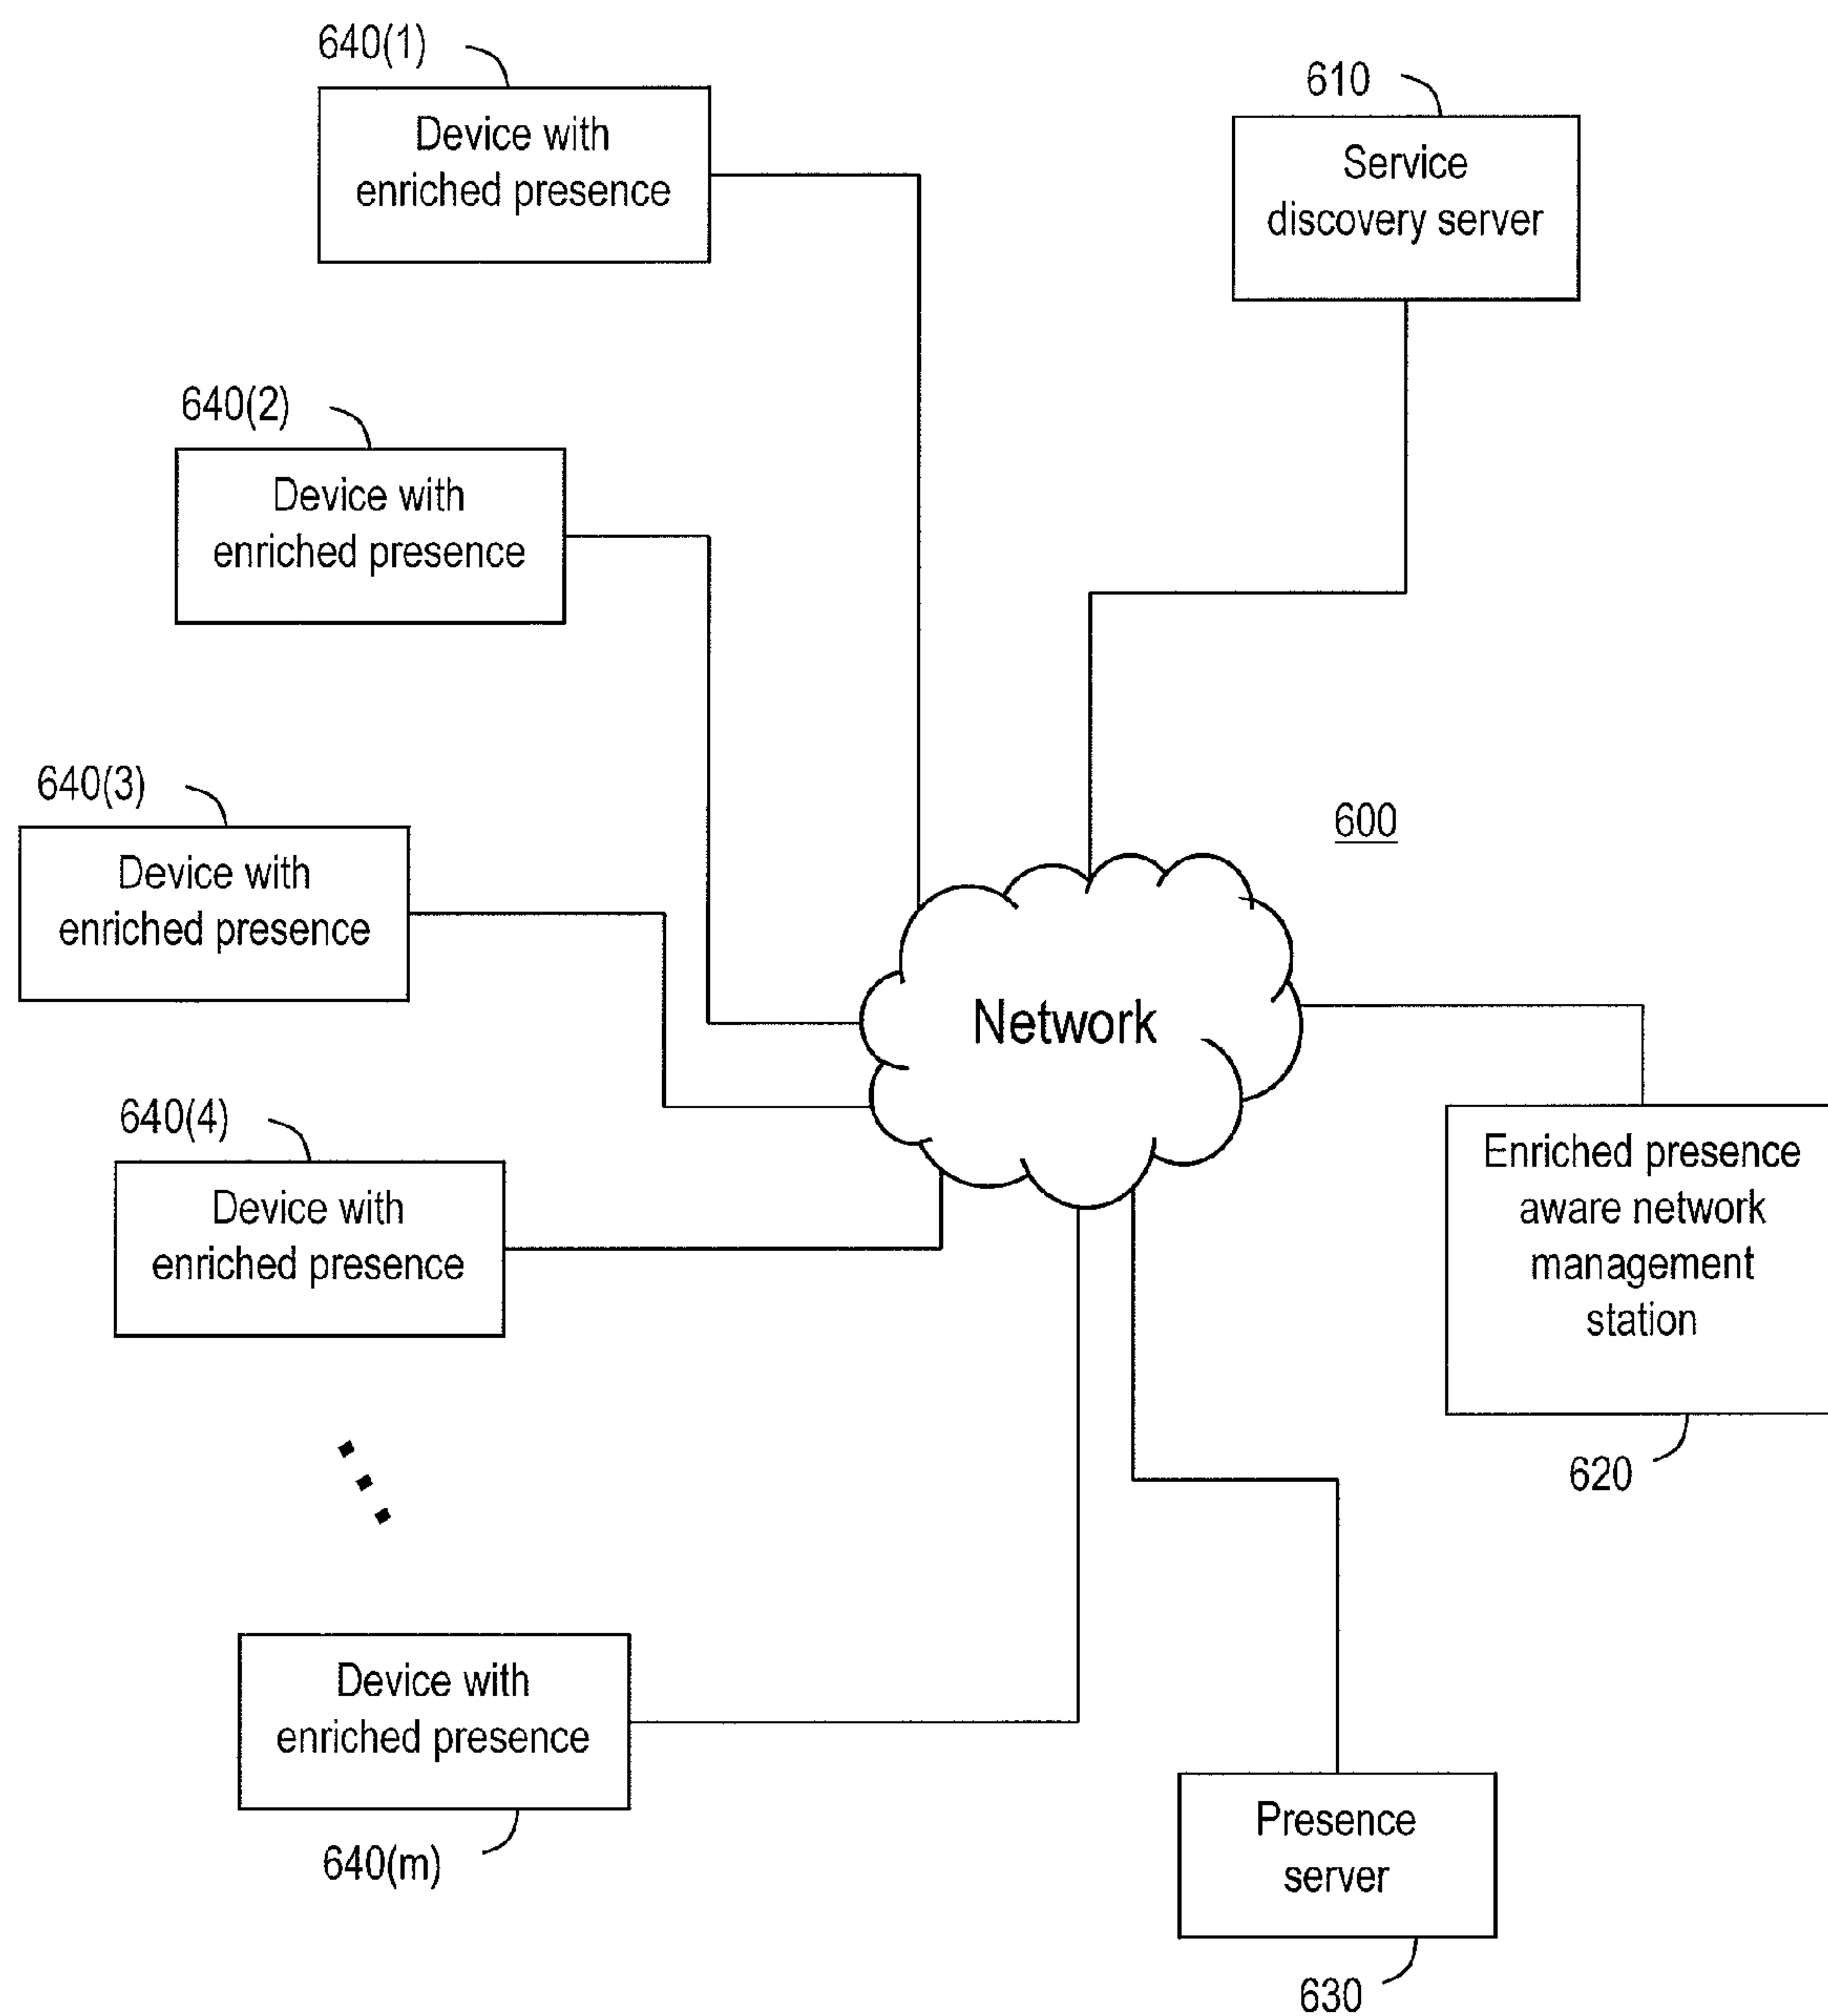 640(1)
Device with
enriched presence
610
Service
discovery server
640(2)
Device with
enriched presence
640(3)
Device with
enriched presence
600
Network
640(4)
Device with
enriched presence
Enriched presence
aware network
management
station
620
Device with
enriched presence
640(m)
Presence
server
630